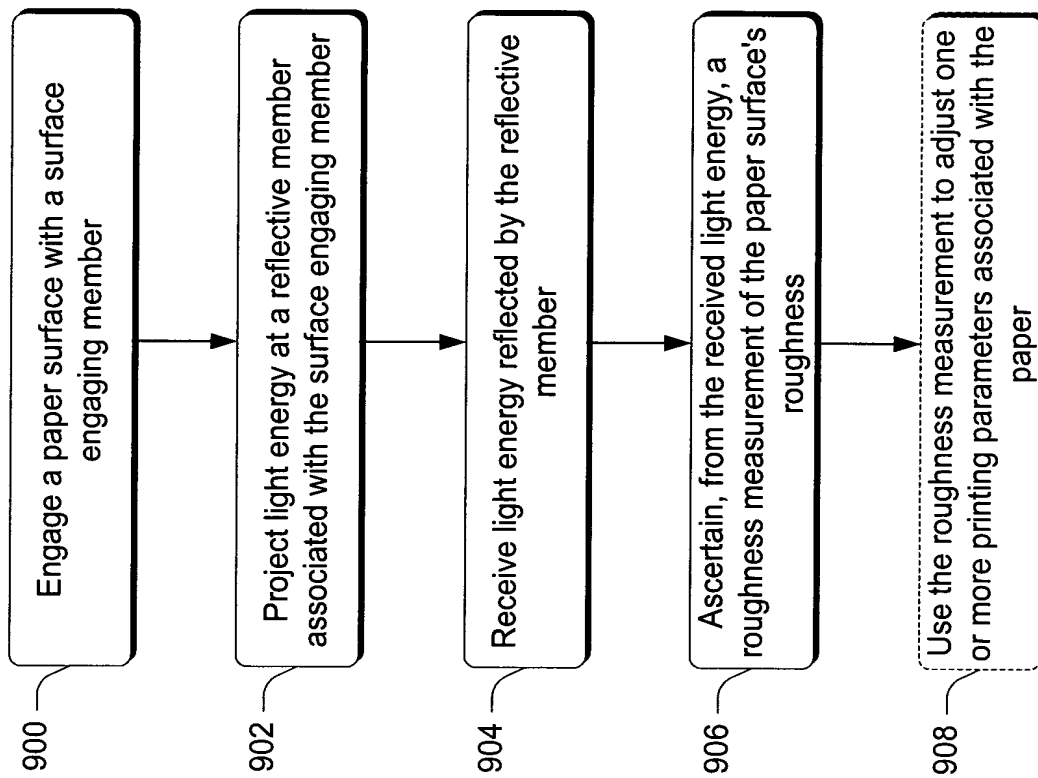 900
Engage a paper surface with a surface
engaging member
902
Project light energy at a reflective member
associated with the surface engaging member
904
Receive light energy reflected by the reflective
member
906
Ascertain, from the received light energy, a
roughness measurement of the paper surface's
roughness
908
Use the roughness measurement to adjust one
or more printing parameters associated with the
paper